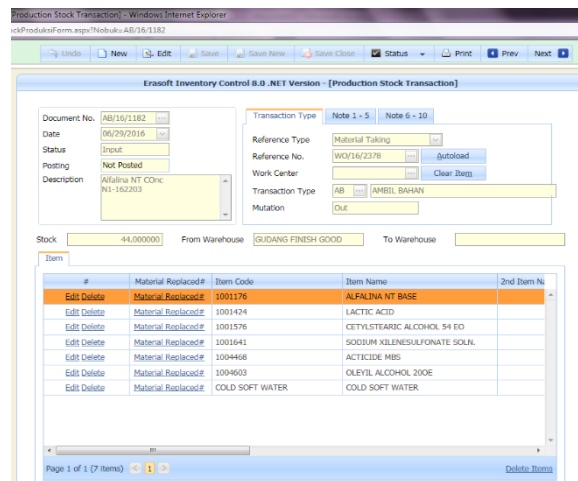 Production Stock Transaction] - Windows Internet Explorer
ckProduksiForm.aspx?Nobuk=AB/16/1182
Undo New Edit Save Save New Save Close Status Print Prev Next
Erasoft Inventory Control 8.0 .NET Version - [Production Stock Transaction]
Document No. AB/16/1182 ...
Date 06/29/2016
Status Input
Posting Not Posted
Description Alfalina NT COnc
N1-162203
Transaction Type Note 1 - 5 Note 6 - 10
Reference Type Material Taking
Reference No. WO/16/2378 ... Autoload
Work Center ... Clear Item
Transaction Type AB ... AMBIL BAHAN
Mutation Out
Stock 44.000000 From Warehouse GUDANG FINISH GOOD To Warehouse
Item
# Material Replaced# Item Code Item Name 2nd Item Na
Edit Delete Material Replaced# 1001176 ALFALINA NT BASE
Edit Delete Material Replaced# 1001424 LACTIC ACID
Edit Delete Material Replaced# 1001576 CETYLSTEARIC ALCOHOL 54 EO
Edit Delete Material Replaced# 1001641 SODIUM XILENESULFONATE SOLN.
Edit Delete Material Replaced# 1004468 ACTICIDE MBS
Edit Delete Material Replaced# 1004603 OLEYIL ALCOHOL 20OE
Edit Delete Material Replaced# COLD SOFT WATER COLD SOFT WATER
Page 1 of 1 (7 items) < 1 > Delete Items